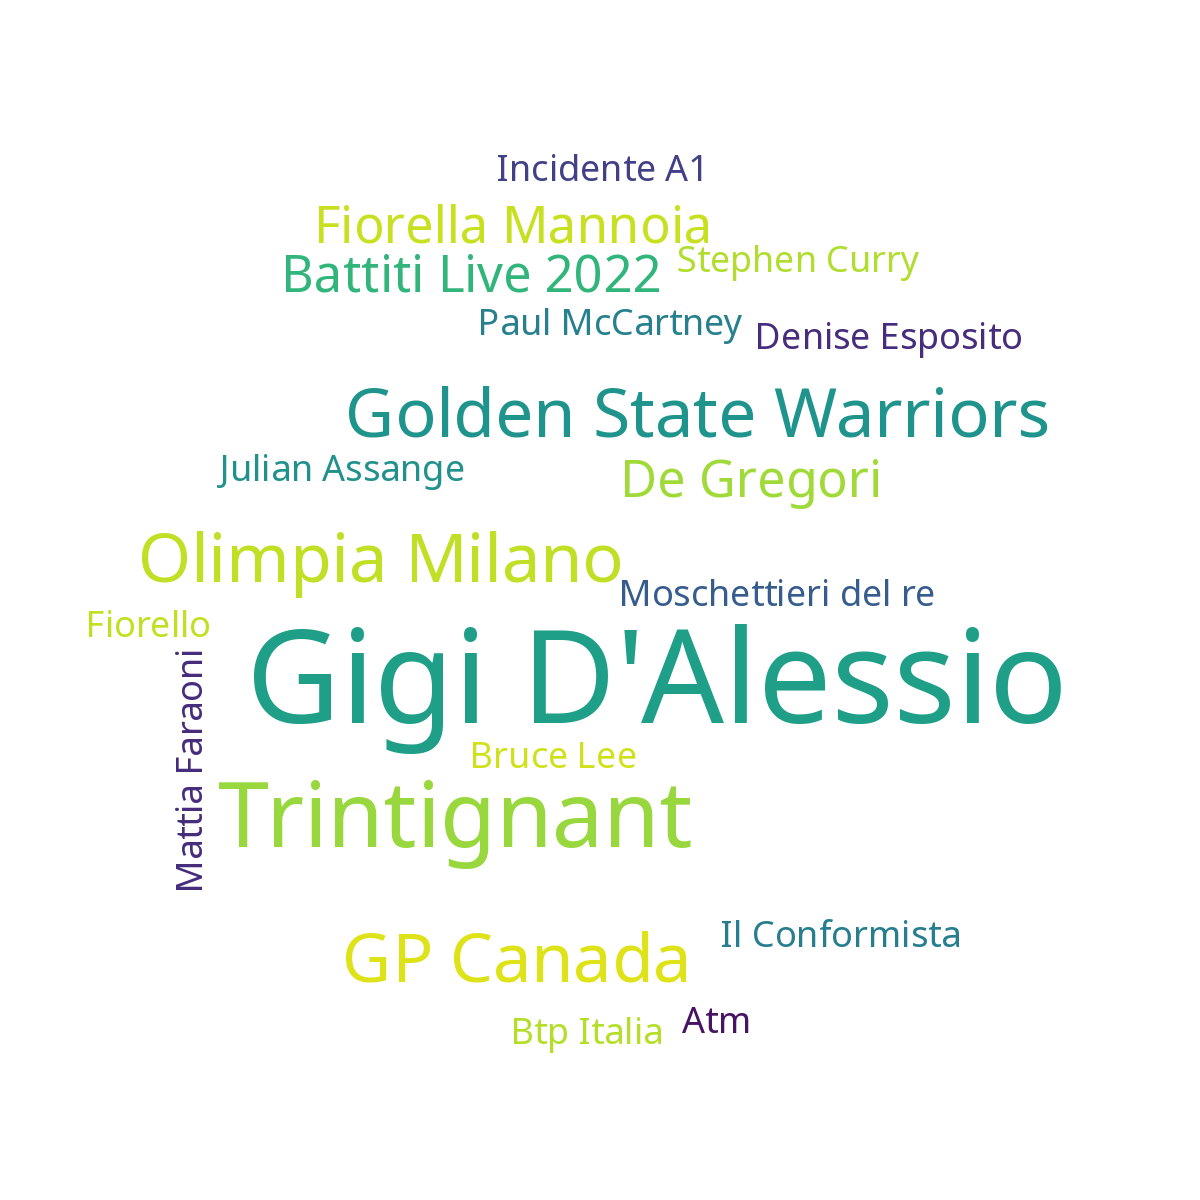 Incidente A1
Fiorella Mannoia
Stephen Curry
Battiti Live 2022
Paul McCartney
Denise Esposito
Golden State Warriors
Julian Assange
De Gregori
Olimpia Milano
Moschettieri del re
Fiorello
Gigi D'Alessio
Mattia Faraoni
Bruce Lee
Trintignant
Il Conformista
GP Canada
Atm
Btp Italia